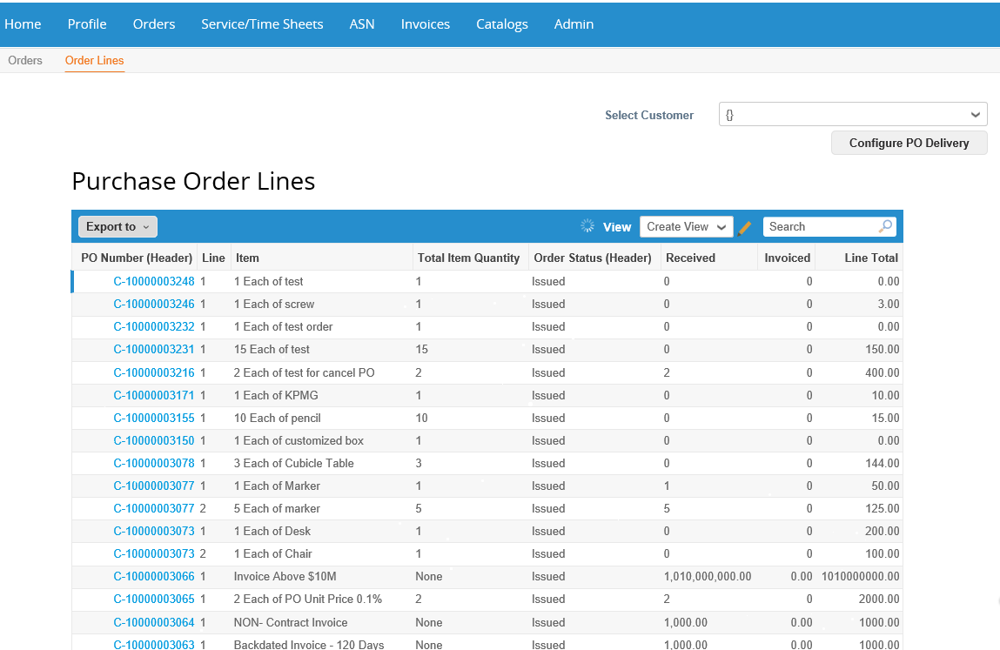 Home Profile Orders Service/Time Sheets ASN Invoices Catalogs Admin
Orders Order Lines
Select Customer {}
Configure PO Delivery
Purchase Order Lines
Export to View Create View Search
PO Number (Header) Line Item Total Item Quantity Order Status (Header) Received Invoiced Line Total
C-10000003248 1 1 Each of test 1 Issued 0 0 0.00
C-10000003246 1 1 Each of screw 1 Issued 0 0 3.00
C-10000003232 1 1 Each of test order 1 Issued 0 0 0.00
C-10000003231 1 15 Each of test 15 Issued 0 0 150.00
C-10000003216 1 2 Each of test for cancel PO 2 Issued 2 0 400.00
C-10000003171 1 1 Each of KPMG 1 Issued 0 0 10.00
C-10000003155 1 10 Each of pencil 10 Issued 0 0 15.00
C-10000003150 1 1 Each of customized box 1 Issued 0 0 0.00
C-10000003078 1 3 Each of Cubicle Table 3 Issued 0 0 144.00
C-10000003077 1 1 Each of Marker 1 Issued 1 0 50.00
C-10000003077 2 5 Each of marker 5 Issued 5 0 125.00
C-10000003073 1 1 Each of Desk 1 Issued 0 0 200.00
C-10000003073 2 1 Each of Chair 1 Issued 0 0 100.00
C-10000003066 1 Invoice Above $10M None Issued 1,010,000,000.00 0.00 1010000000.00
C-10000003065 1 2 Each of PO Unit Price 0.1% 2 Issued 2 0 2000.00
C-10000003064 1 NON- Contract Invoice None Issued 1,000.00 0.00 1000.00
C-10000003063 1 Backdated Invoice - 120 Days None Issued 1,000.00 0.00 1000.00